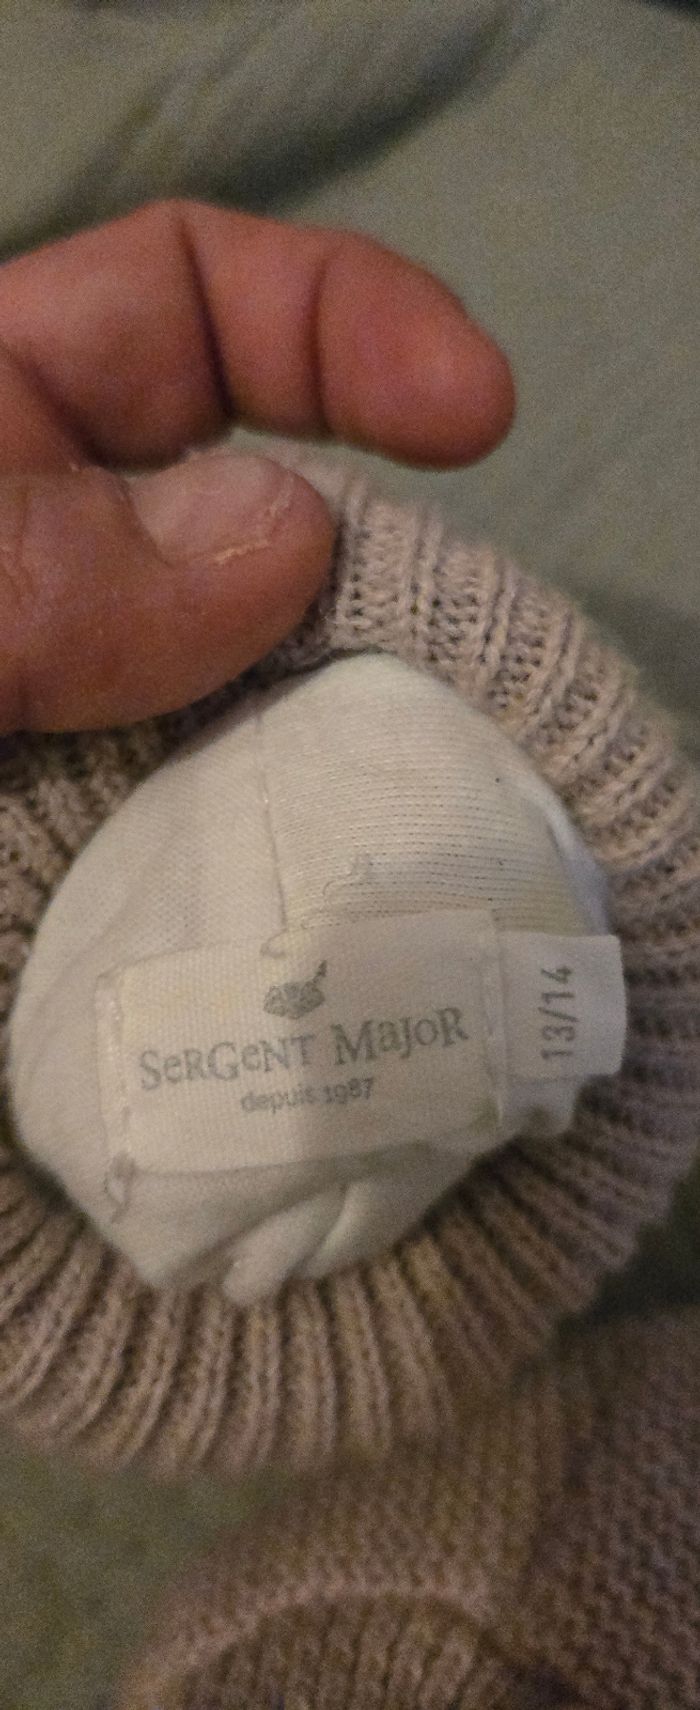 SerGeNT MajoR
depuis 1987
13/14